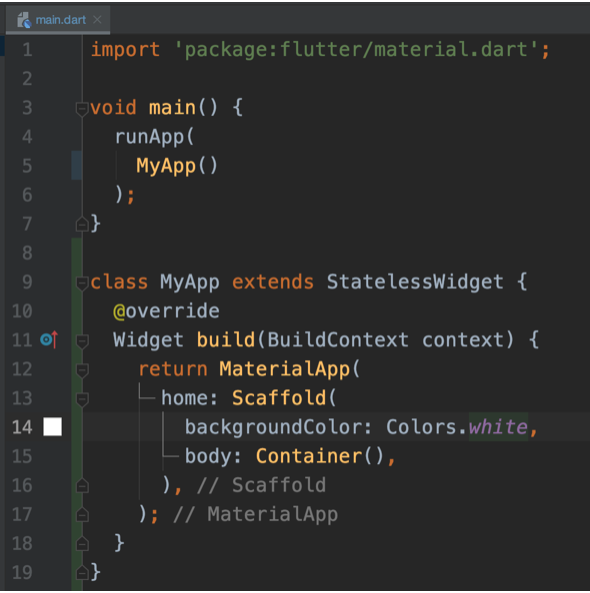 main.dart
1 import 'package:flutter/material.dart';
2
3 void main() {
4 runApp(
5 MyApp()
6 );
7 }
8
9 class MyApp extends StatelessWidget {
10 @override
11 Widget build(BuildContext context) {
12 return MaterialApp(
13 home: Scaffold(
14 backgroundColor: Colors.white,
15 body: Container(),
16 ), // Scaffold
17 ); // MaterialApp
18 }
19 }